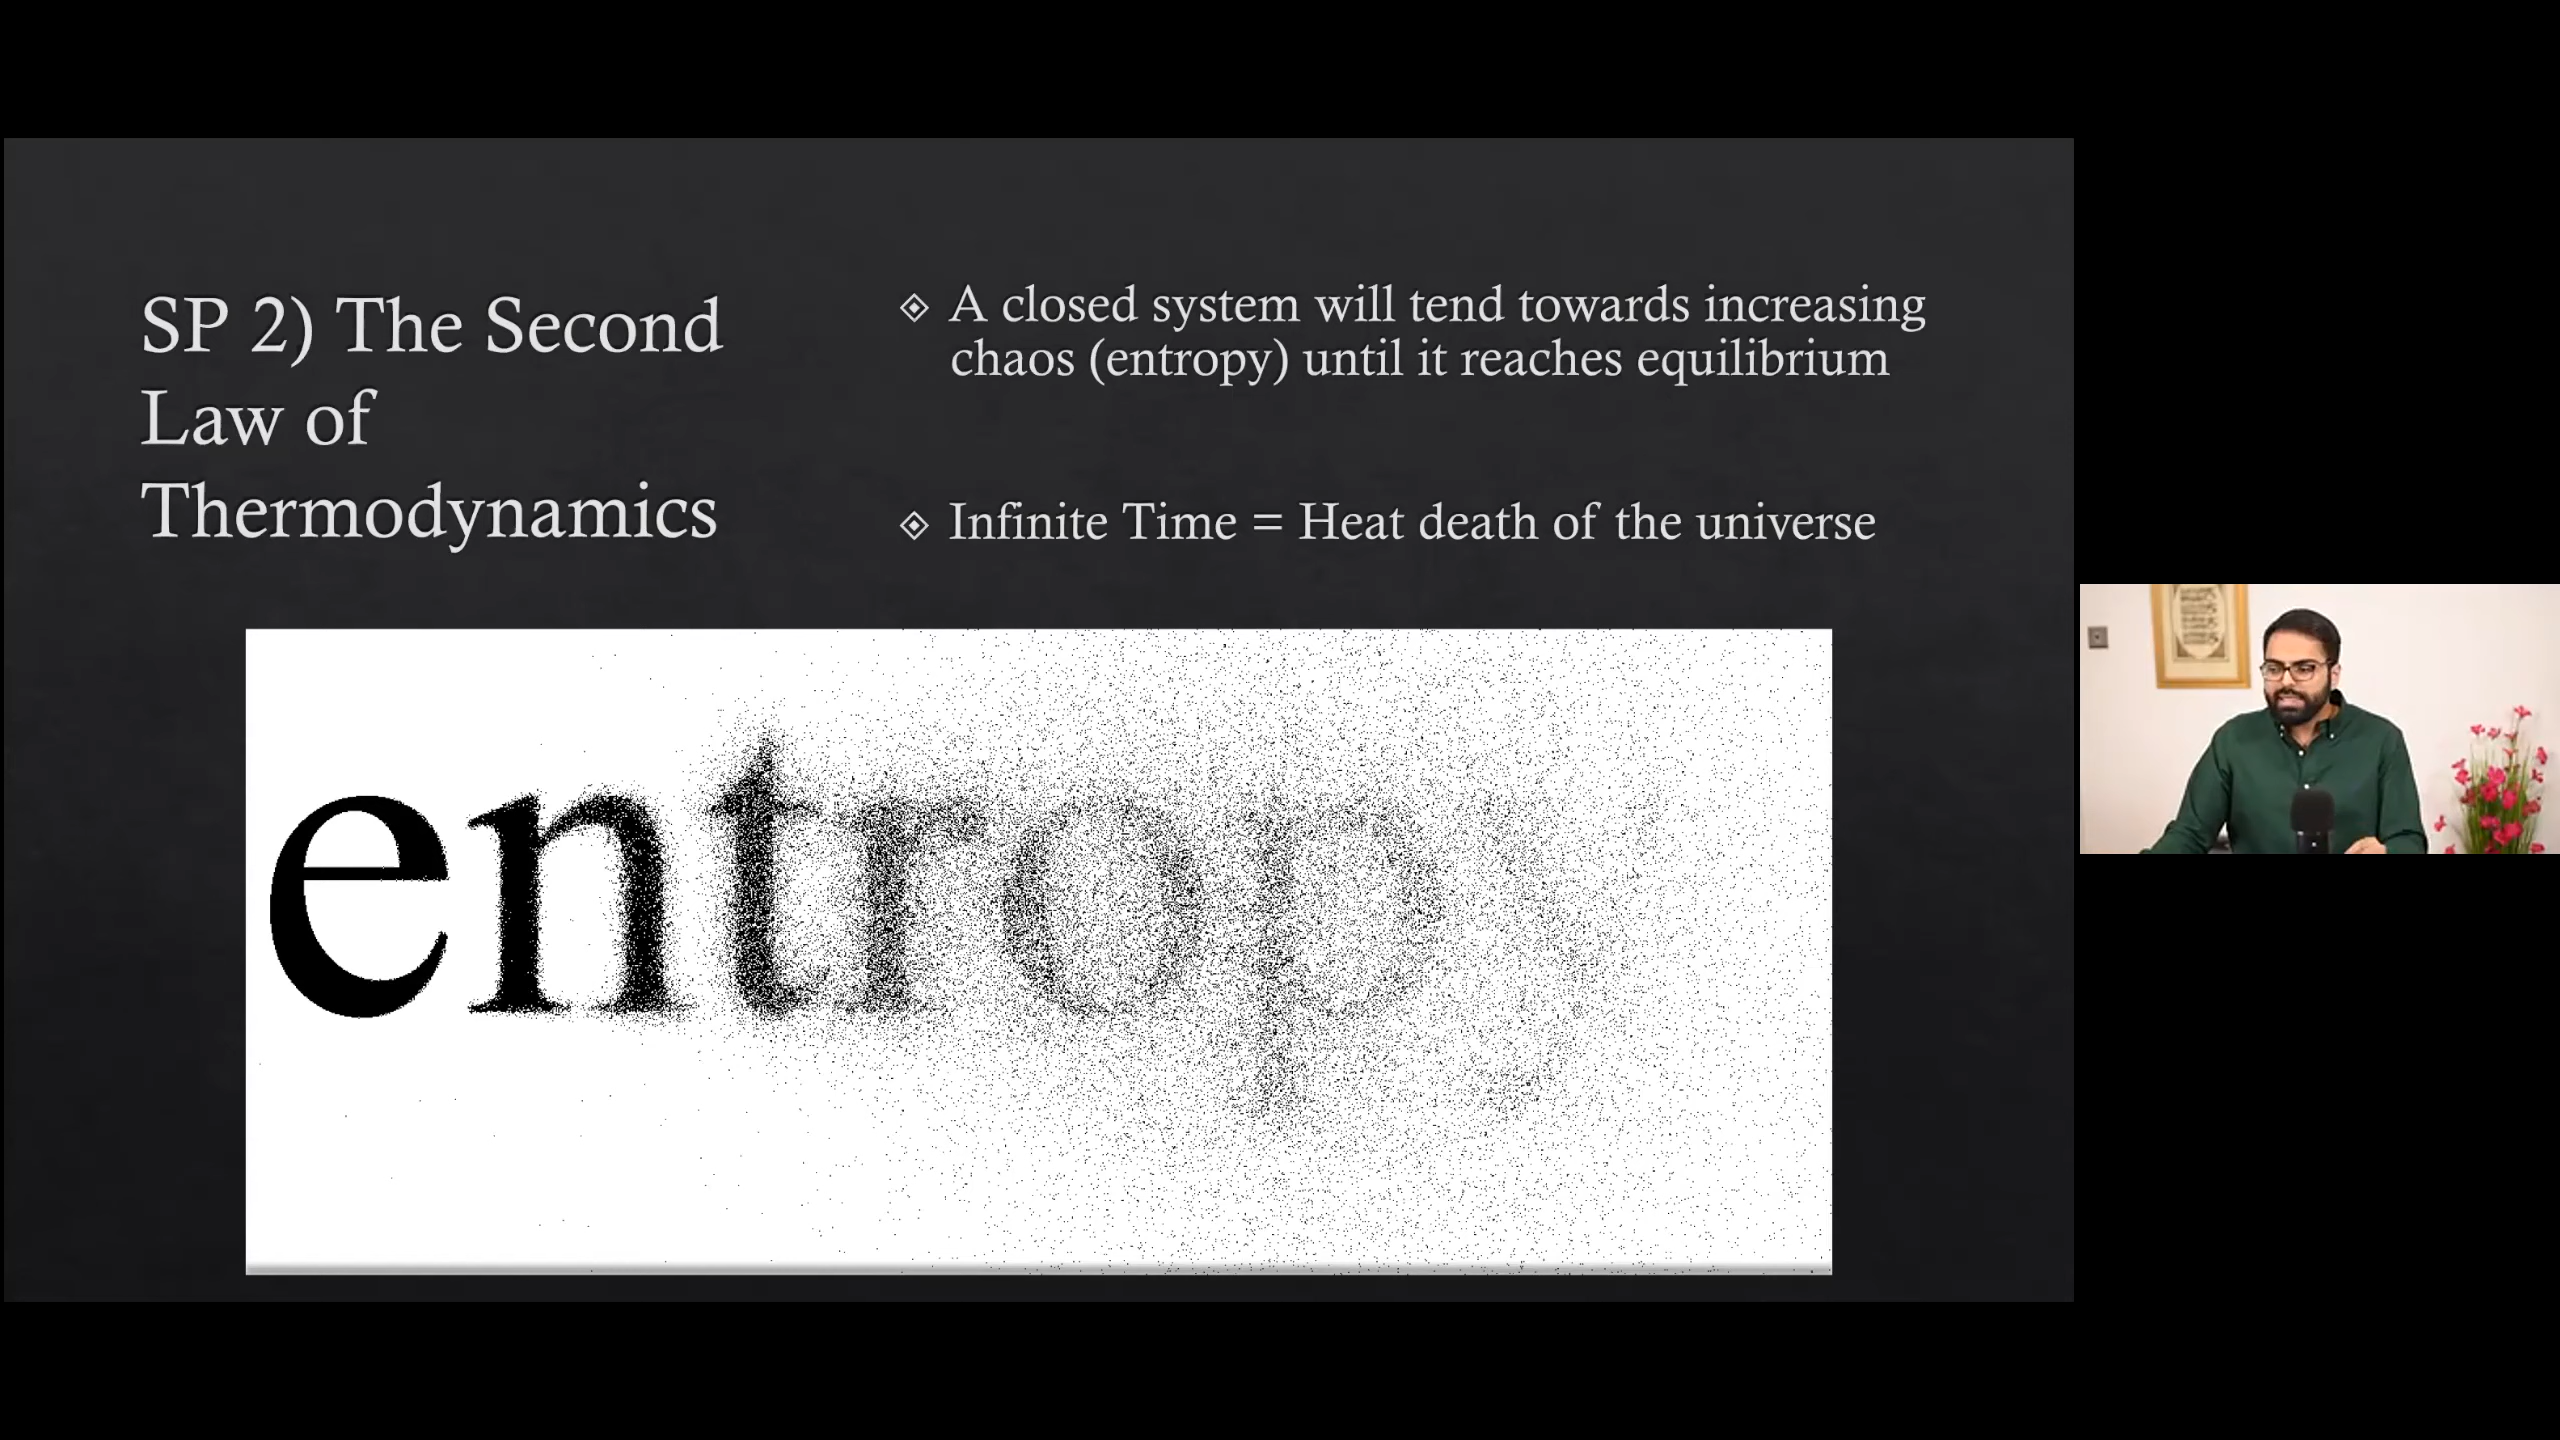 SP 2) The Second
Law of
Thermodynamics
A closed system will tend towards increasing
chaos (entropy) until it reaches equilibrium
Infinite Time = Heat death of the universe
entropy